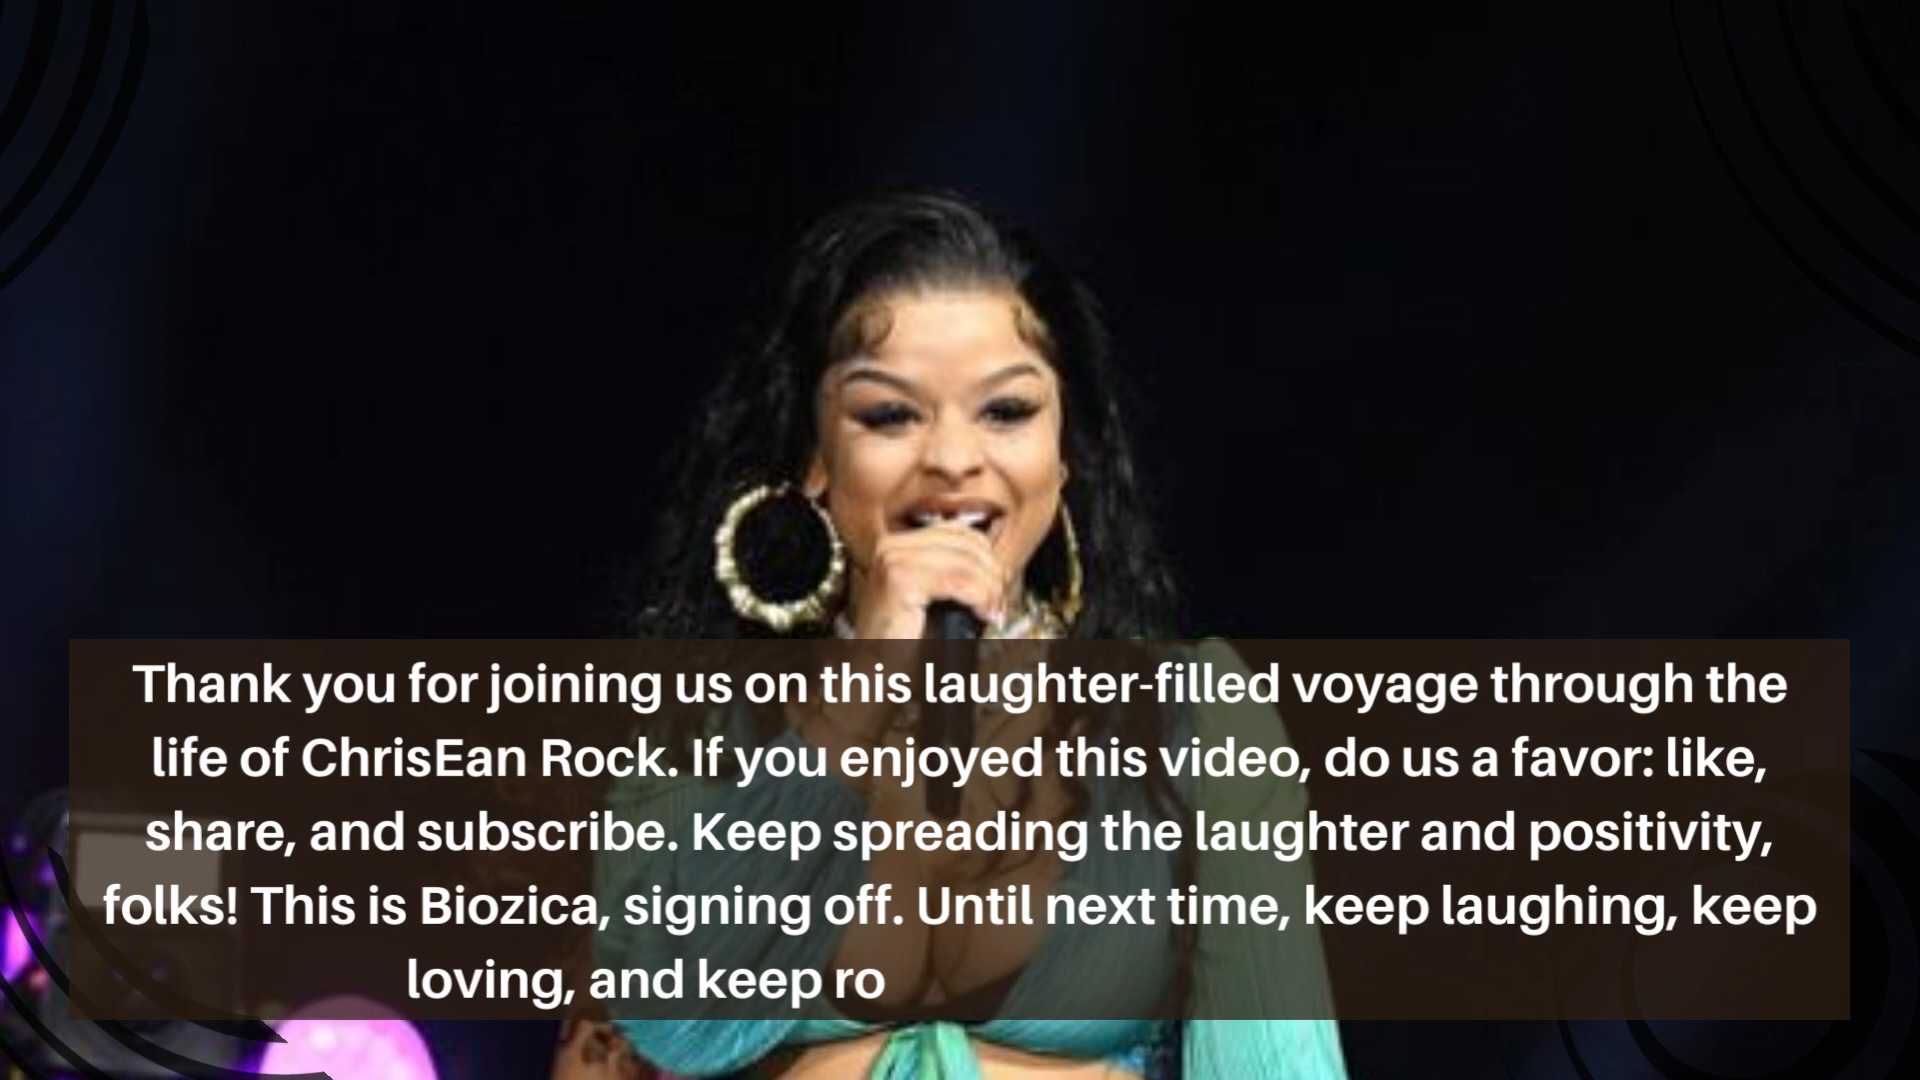 Thank you for joining us on this laughter-filled voyage through the
life of ChrisEan Rock. If you enjoyed this video, do us a favor: like,
share, and subscribe. Keep spreading the laughter and positivity,
folks! This is Biozica, signing off. Until next time, keep laughing, keep
loving, and keep ro